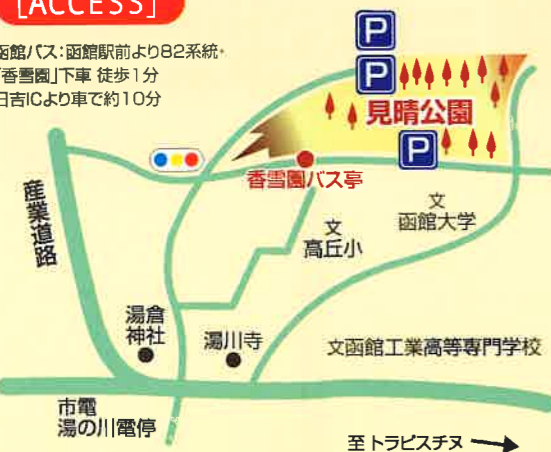 [ACCESS]
函館バス:函館駅前より82系統・
「香雪園」下車 徒歩1分
日吉ICより車で約10分
P
P
見晴公園
P
香雪園バス亭
文
函館大学
文
高丘小
産業道路
湯倉
神社
湯川寺
文函館工業高等専門学校
市電
湯の川電停
至 トラピスチヌ